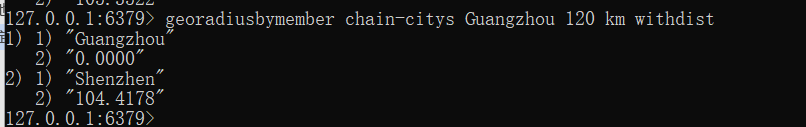 127.0.0.1:6379> georadiusbymember chain-citys Guangzhou 120 km withdist
1) 1) "Guangzhou"
   2) "0.0000"
2) 1) "Shenzhen"
   2) "104.4178"
127.0.0.1:6379>